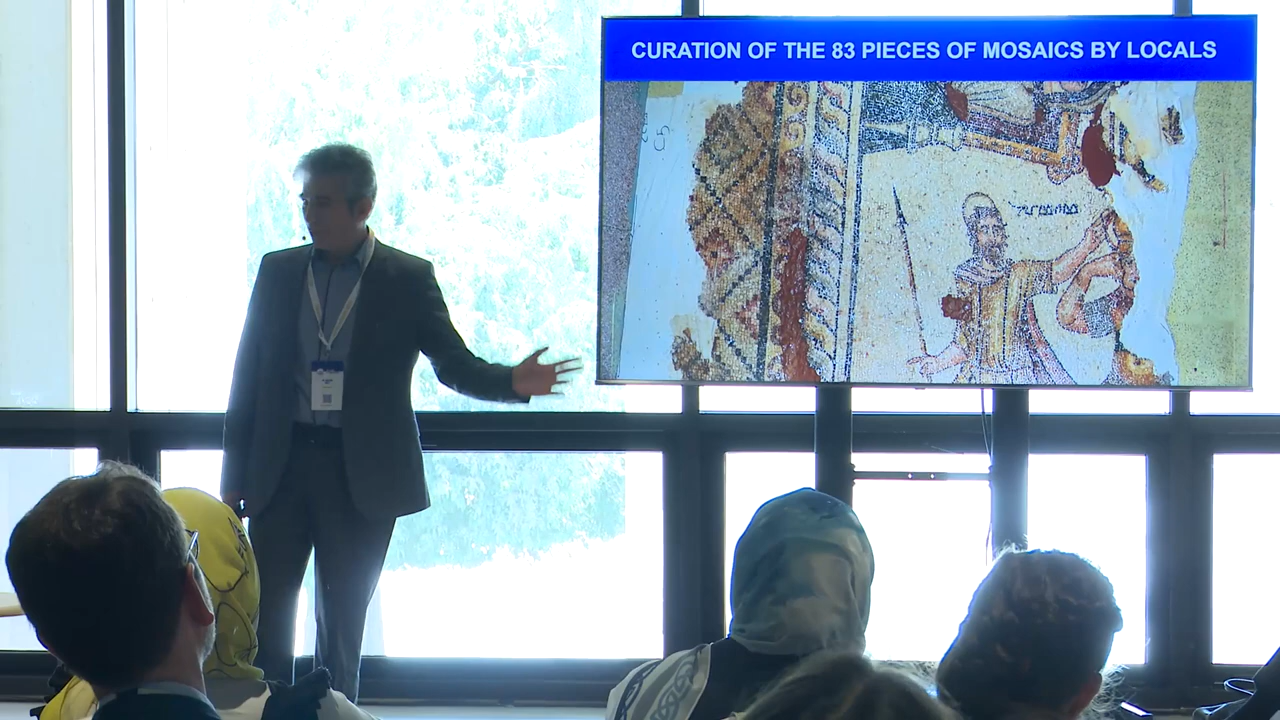 CURATION OF THE 83 PIECES OF MOSAICS BY LOCALS